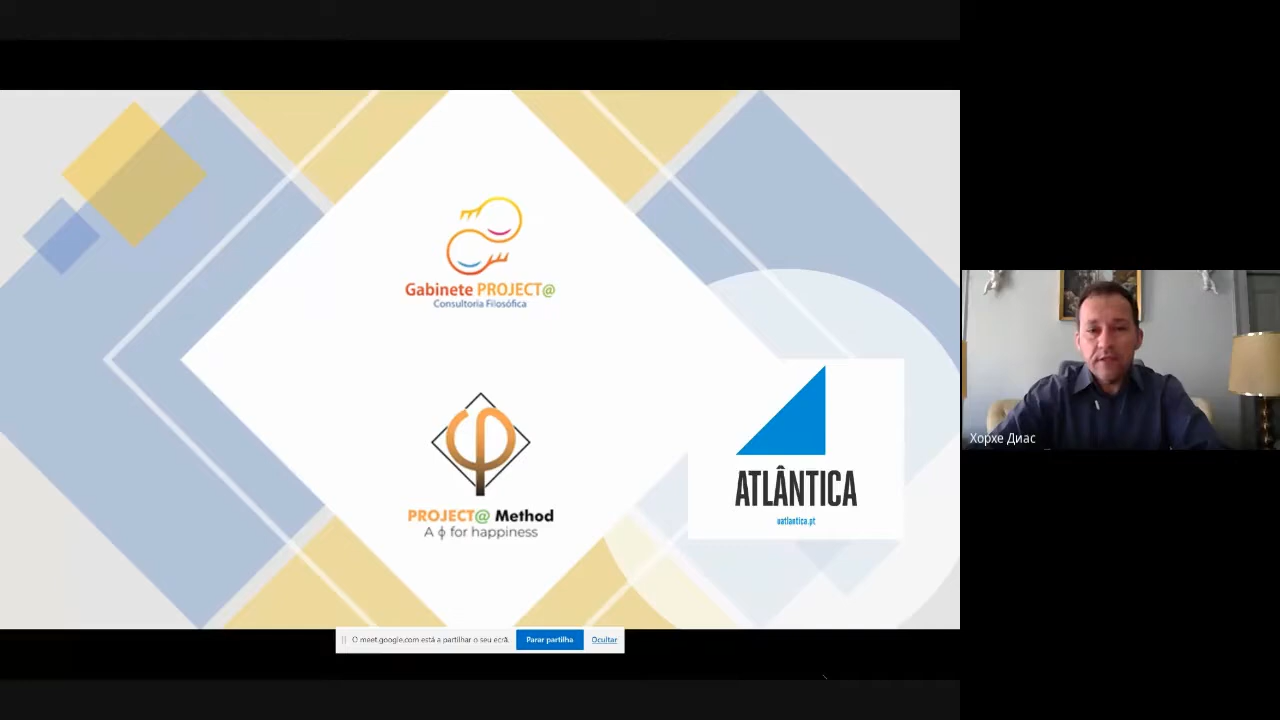 Gabinete PROJECT@
Consultoria Filosófica
PROJECT@ Method
A ϕ for happiness
ATLÂNTICA
uatlantica.pt
O meet.google.com está a partilhar o seu ecrã.
Parar partilha
Ocultar
Хорхе Диас